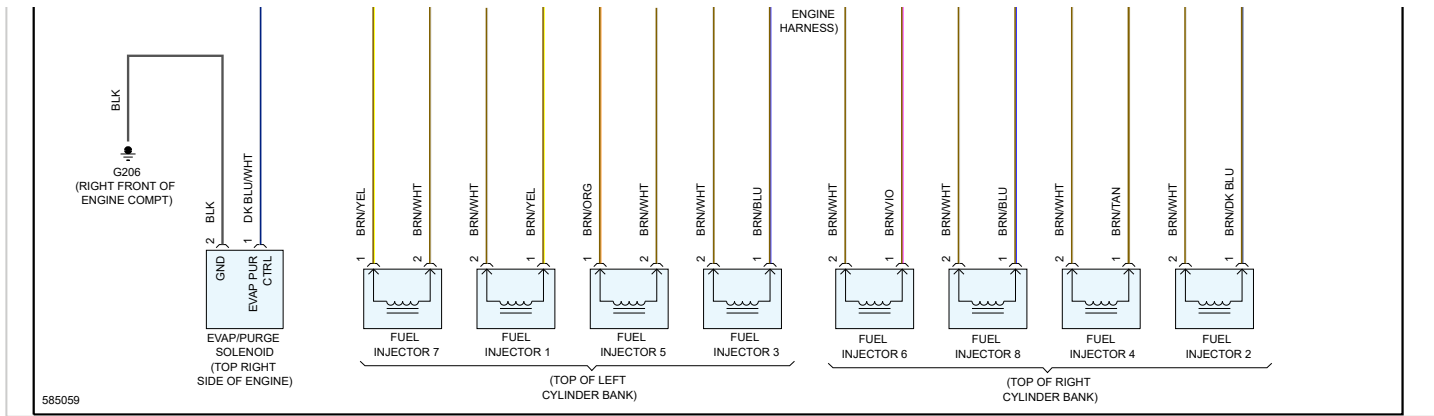 ENGINE
HARNESS)
BLK
G206
(RIGHT FRONT OF
ENGINE COMPT)
BLK
DK BLU/WHT
2
1
GND
EVAP PUR
CTRL
EVAP/PURGE
SOLENOID
(TOP RIGHT
SIDE OF ENGINE)
BRN/YEL
BRN/WHT
1
2
FUEL
INJECTOR 7
BRN/WHT
BRN/YEL
2
1
FUEL
INJECTOR 1
BRN/ORG
BRN/WHT
1
2
FUEL
INJECTOR 5
BRN/WHT
BRN/BLU
2
1
FUEL
INJECTOR 3
(TOP OF LEFT
CYLINDER BANK)
BRN/WHT
BRN/VIO
2
1
FUEL
INJECTOR 6
BRN/WHT
BRN/BLU
2
1
FUEL
INJECTOR 8
BRN/WHT
BRN/TAN
2
1
FUEL
INJECTOR 4
BRN/WHT
BRN/DK BLU
2
1
FUEL
INJECTOR 2
(TOP OF RIGHT
CYLINDER BANK)
585059